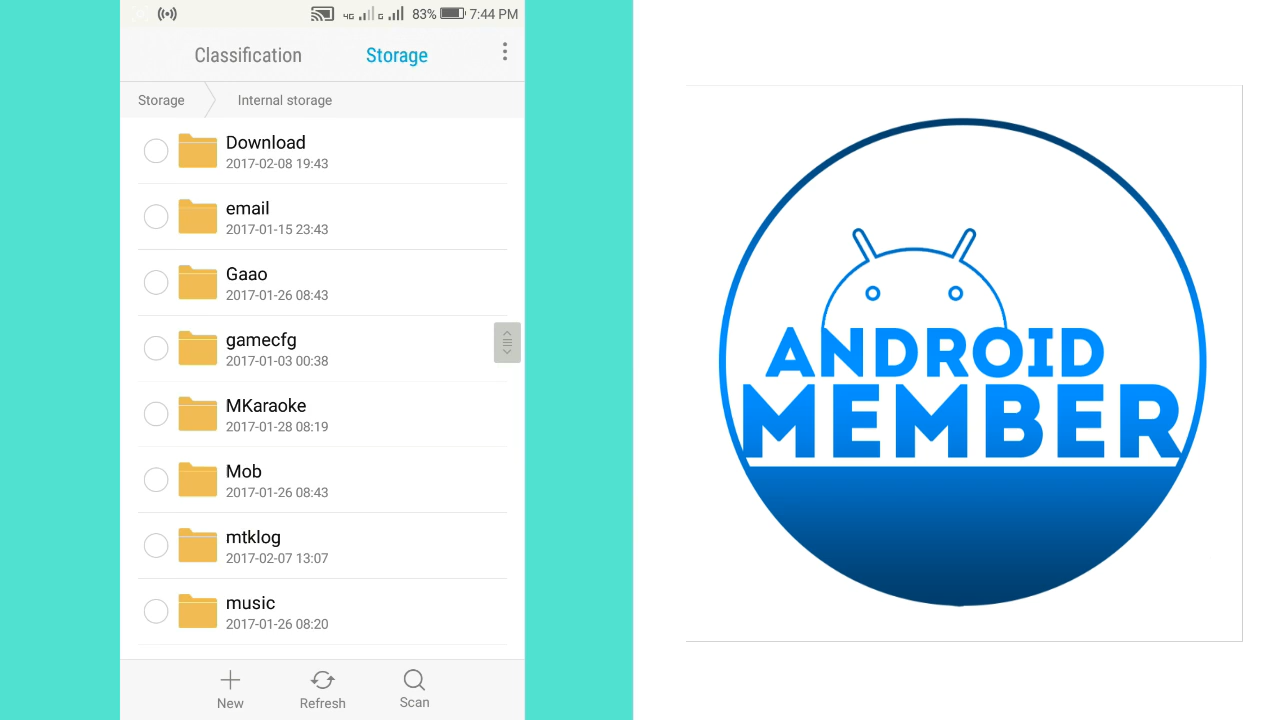 4G G 83% 7:44 PM
Classification Storage
Storage Internal storage
Download
2017-02-08 19:43
email
2017-01-15 23:43
Gaao
2017-01-26 08:43
gamecfg
2017-01-03 00:38
MKaraoke
2017-01-28 08:19
Mob
2017-01-26 08:43
mtklog
2017-02-07 13:07
music
2017-01-26 08:20
New Refresh Scan
ANDROID
MEMBER